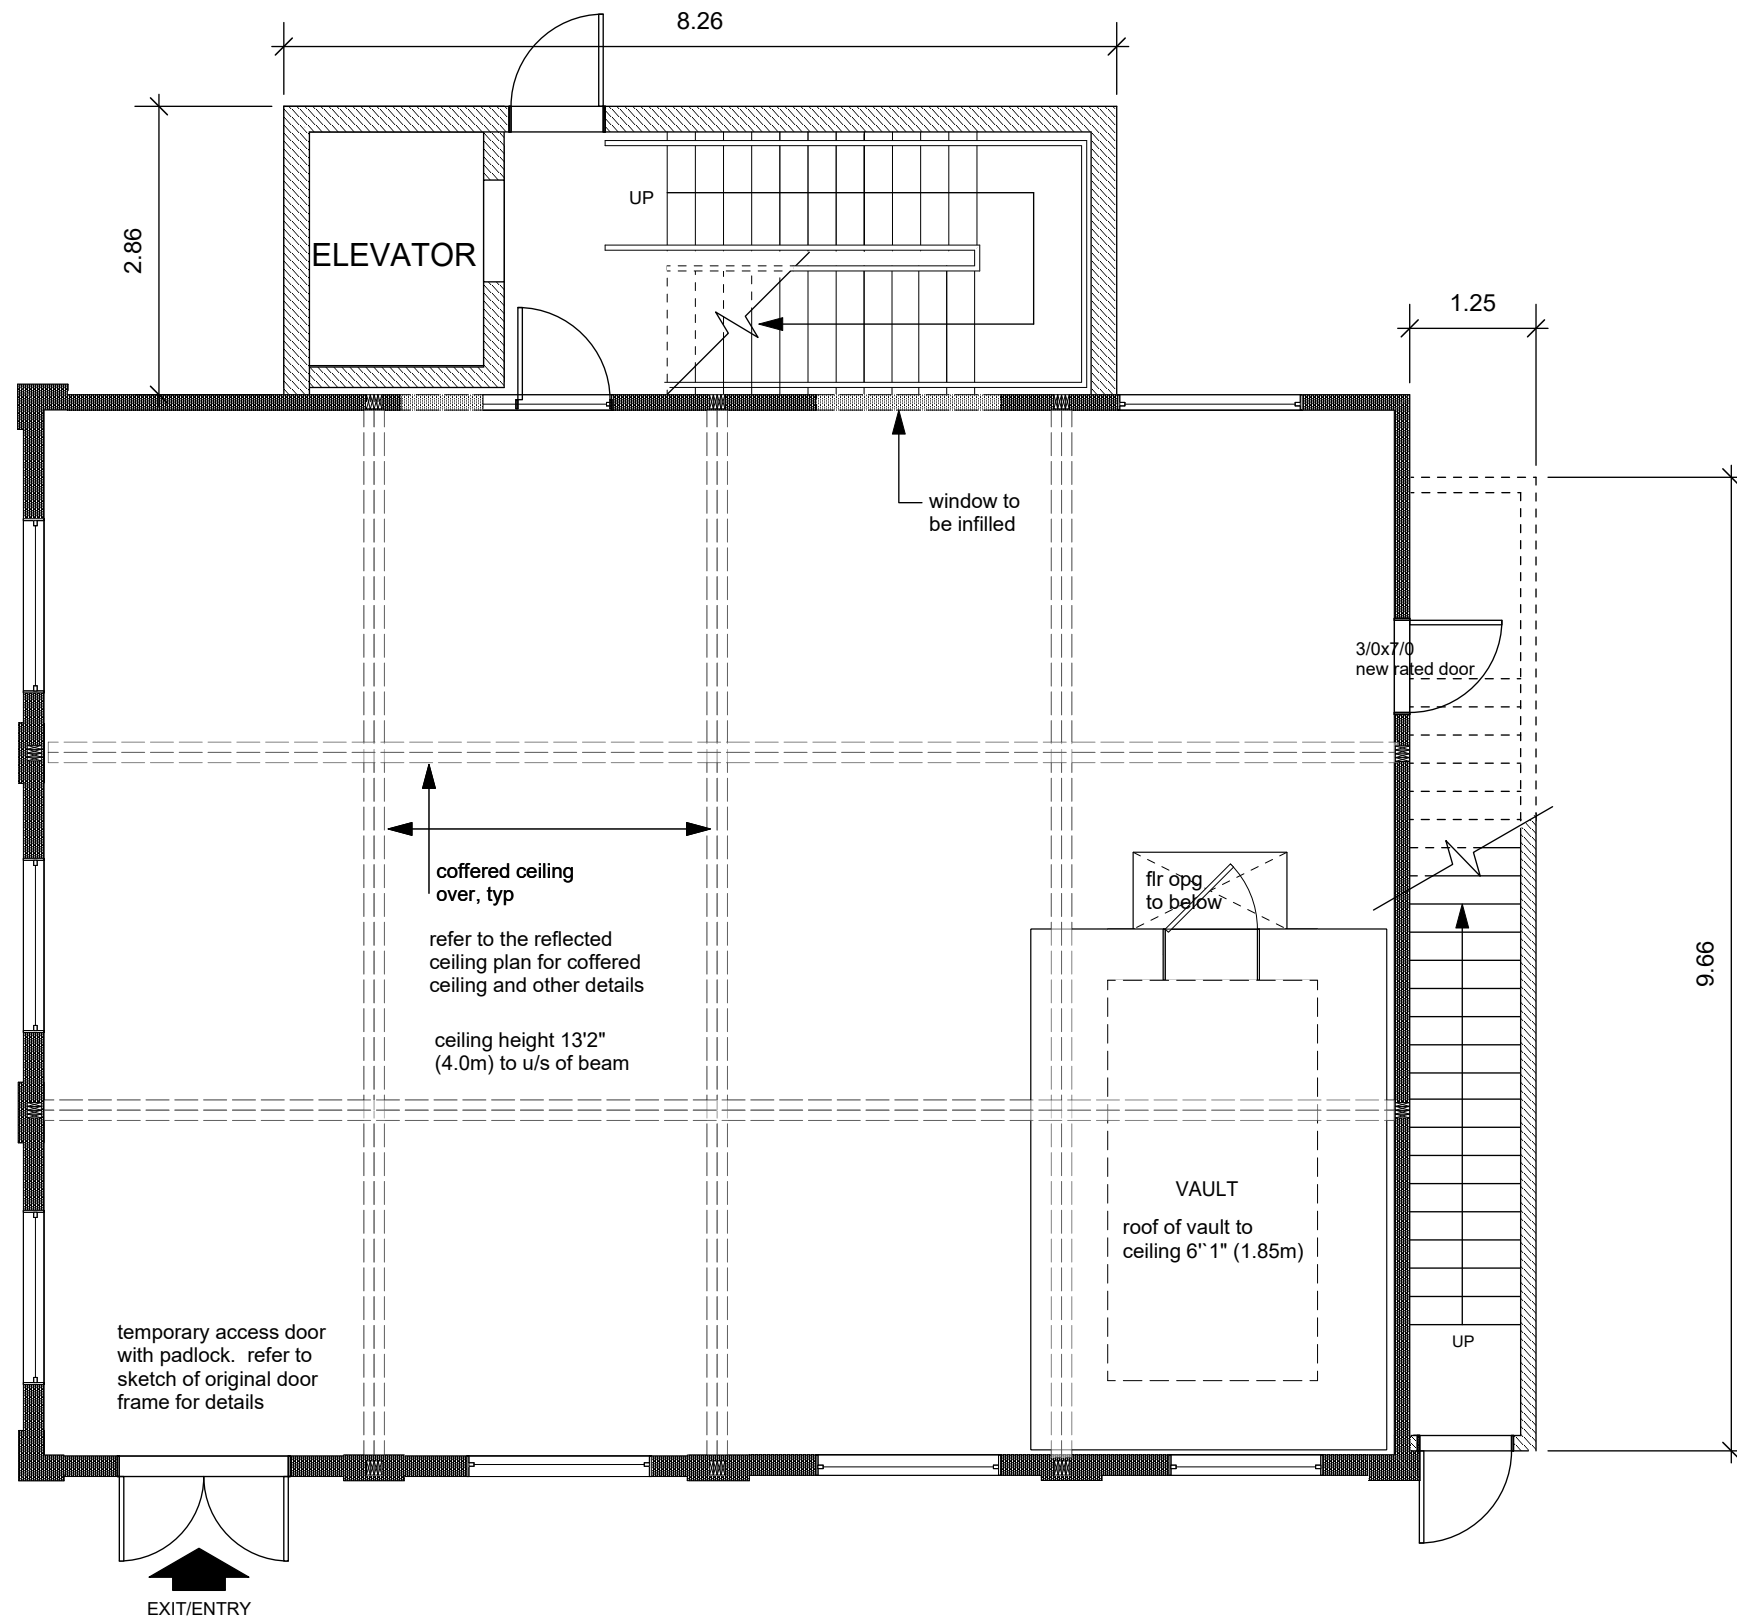 8.26
2.86
UP
ELEVATOR
1.25
window to
be infilled
3/0x7/0
new rated door
coffered ceiling
over, typ
flr opg
to below
refer to the reflected
ceiling plan for coffered
ceiling and other details
9.66
ceiling height 13'2"
(4.0m) to u/s of beam
VAULT
roof of vault to
ceiling 6'`1" (1.85m)
temporary access door
with padlock.  refer to
sketch of original door
frame for details
UP
EXIT/ENTRY